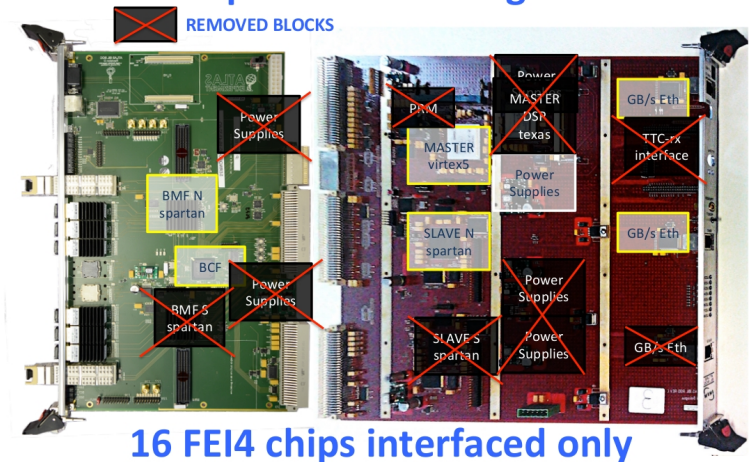 REMOVED BLOCKS
Power
Supplies
BMF N
spartan
BCF
Power
Supplies
BMF S
spartan
PRM
MASTER
virtex5
SLAVE N
spartan
SLAVE S
spartan
Power
MASTER
DSP
texas
Power
Supplies
Power
Supplies
Power
Supplies
GB/s Eth
TTC-rx
interface
GB/s Eth
GB/s Eth
16 FEI4 chips interfaced only